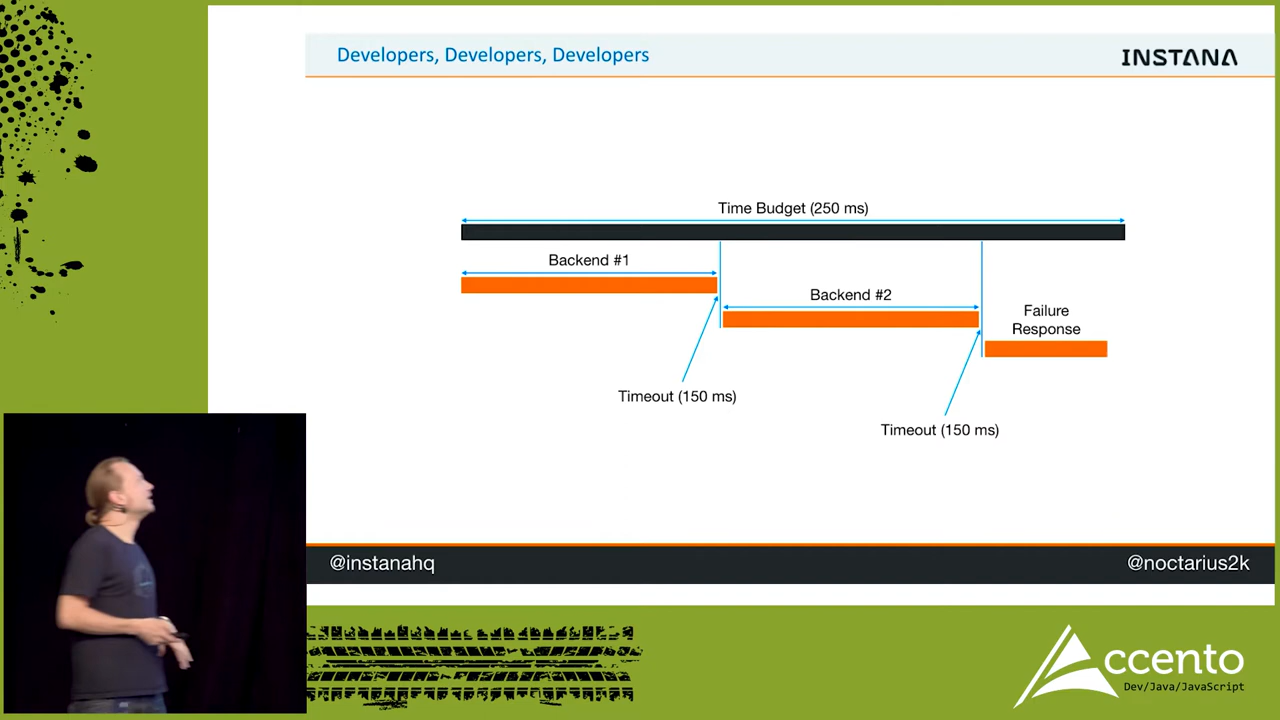 Developers, Developers, Developers
INSTANA
Time Budget (250 ms)
Backend #1
Backend #2
Failure
Response
Timeout (150 ms)
Timeout (150 ms)
@instanahq
@noctarius2k
Accento
Dev/Java/JavaScript